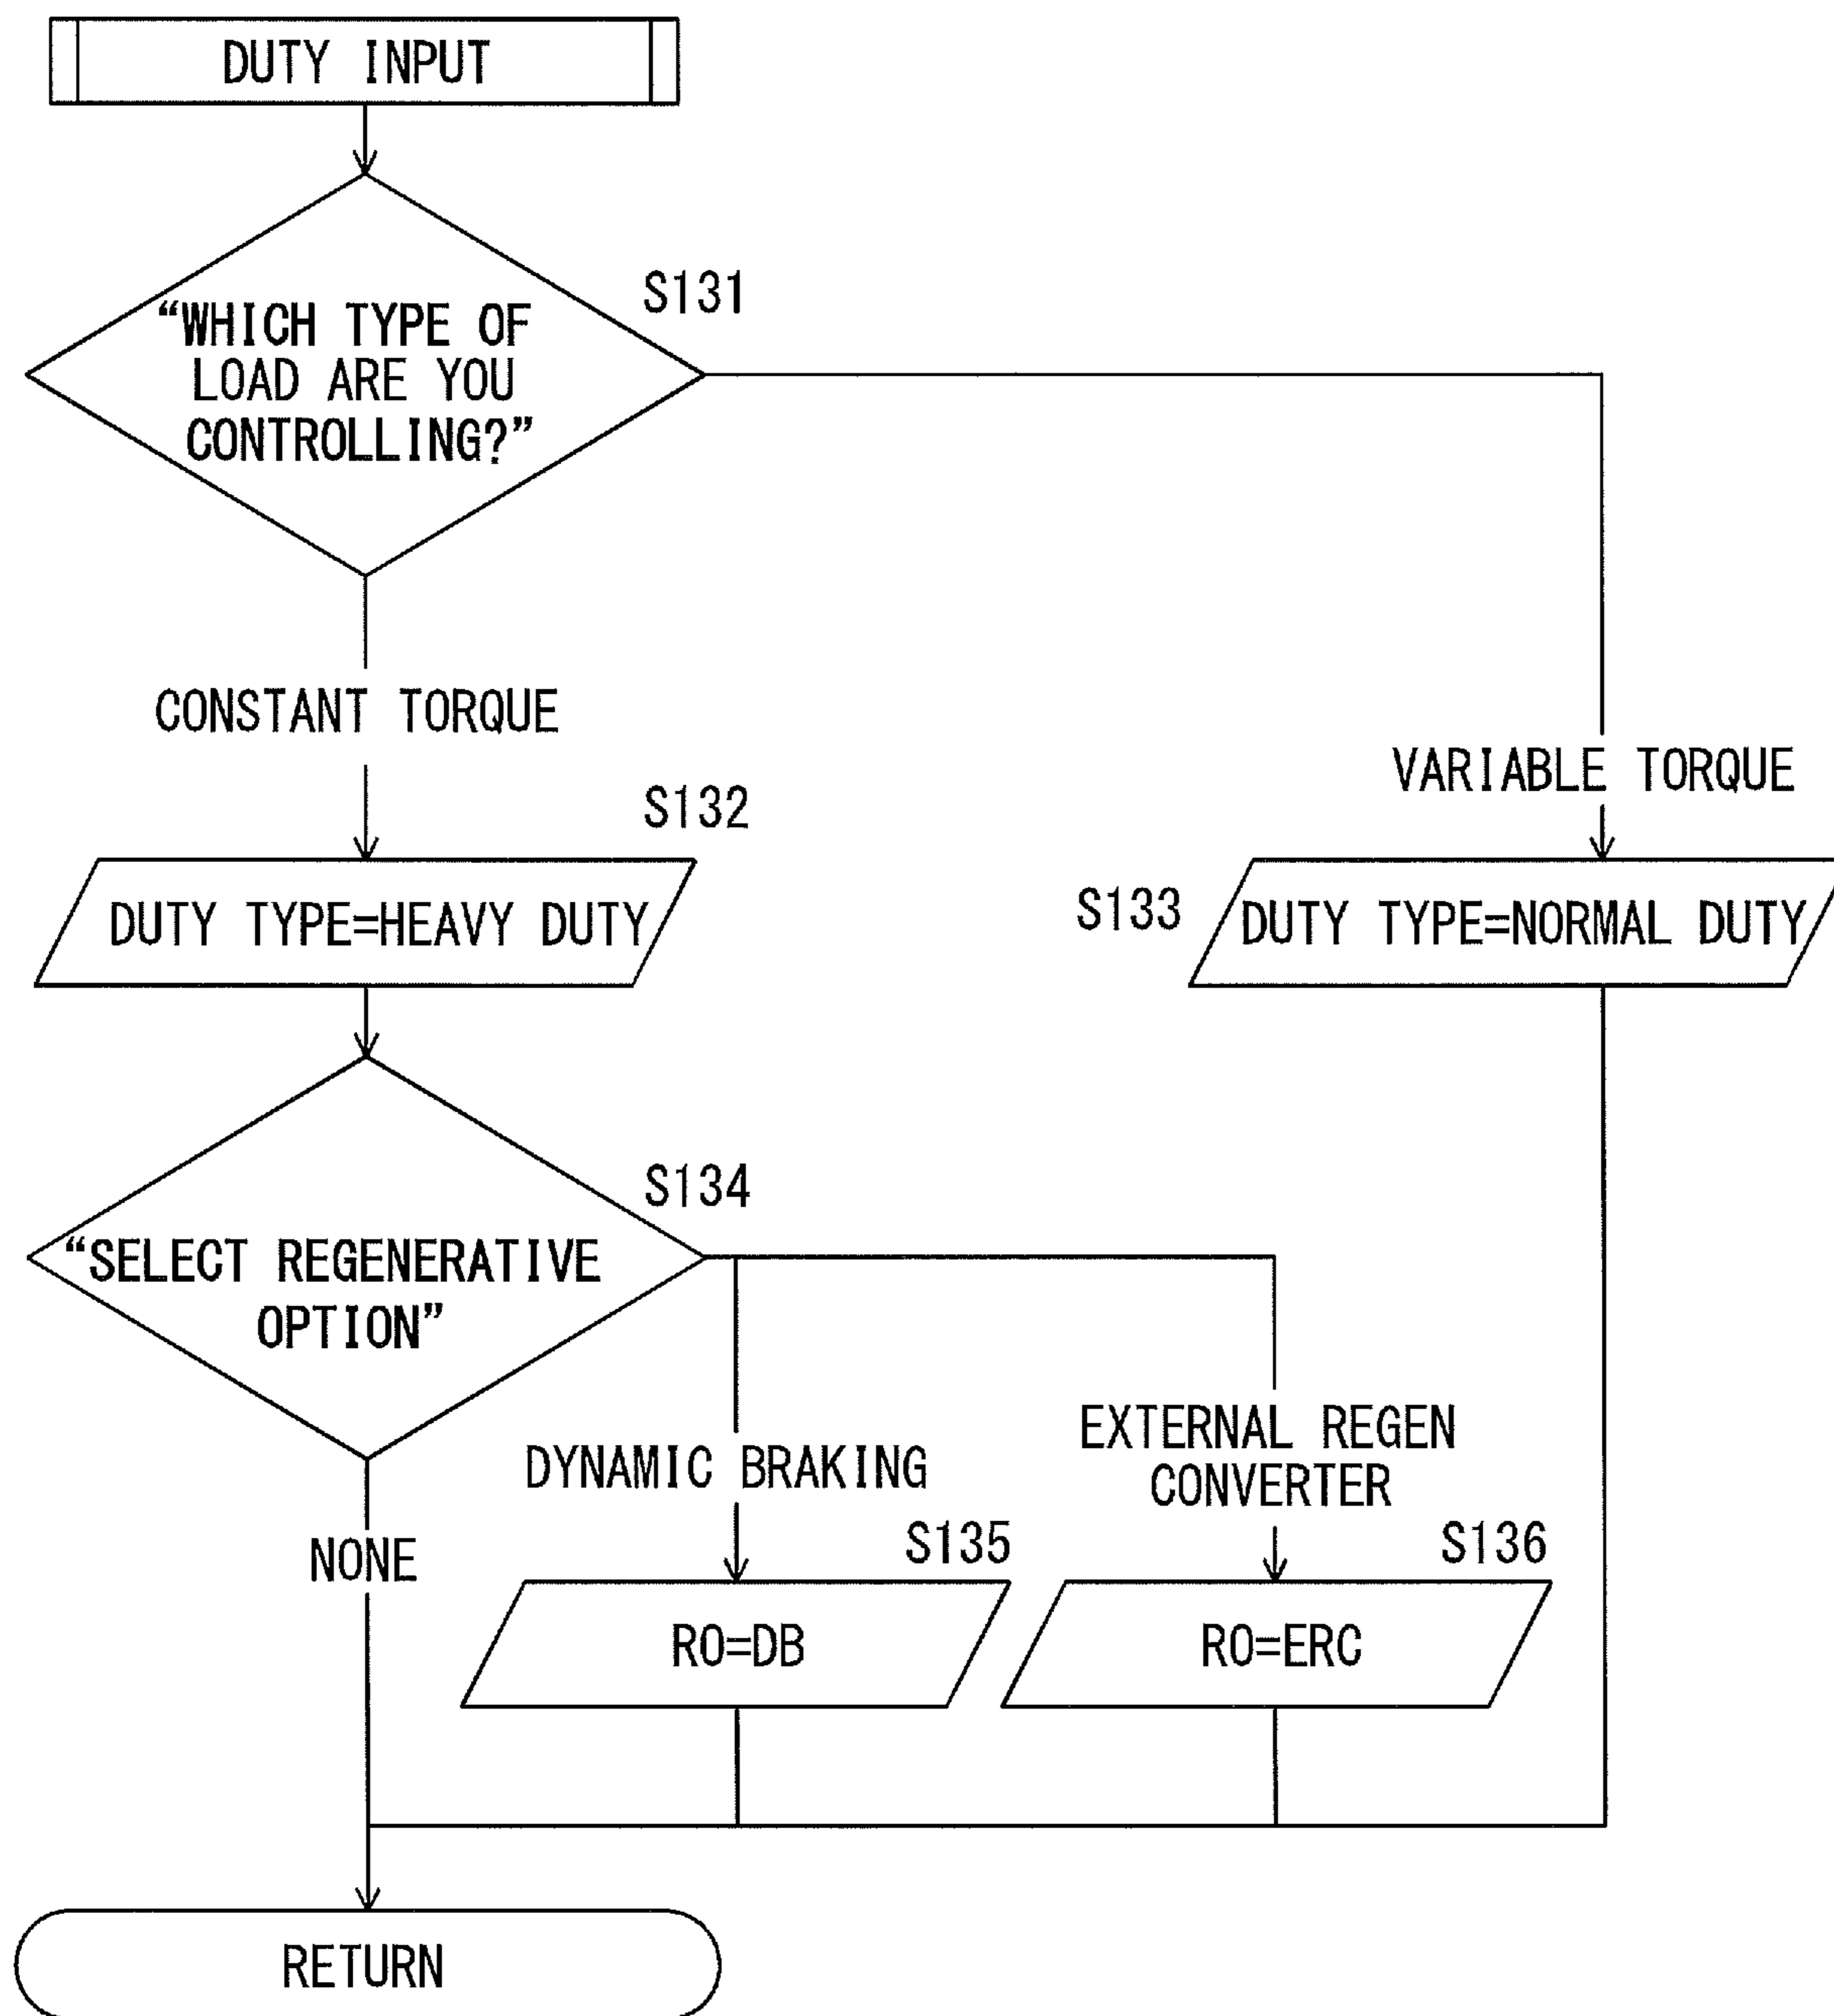 DUTY INPUT
S131
“WHICH TYPE OF
LOAD ARE YOU
CONTROLLING?”
CONSTANT TORQUE
VARIABLE TORQUE
S132
DUTY TYPE=HEAVY DUTY
S133
DUTY TYPE=NORMAL DUTY
S134
“SELECT REGENERATIVE
OPTION”
DYNAMIC BRAKING
EXTERNAL REGEN
CONVERTER
NONE
S135
S136
RO=DB
RO=ERC
RETURN